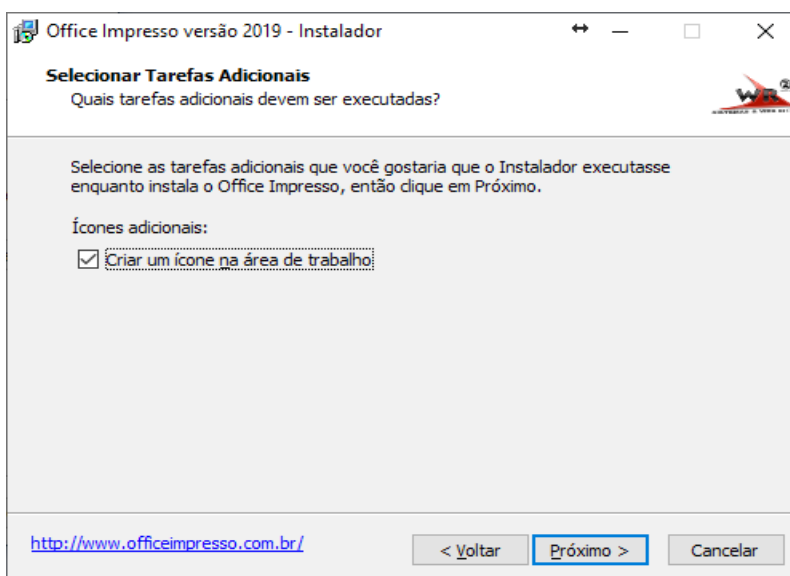 Office Impresso versão 2019 - Instalador
Selecionar Tarefas Adicionais
Quais tarefas adicionais devem ser executadas?
WR
Selecione as tarefas adicionais que você gostaria que o Instalador executasse
enquanto instala o Office Impresso, então clique em Próximo.
Ícones adicionais:
Criar um ícone na área de trabalho
http://www.officeimpresso.com.br/
< Voltar
Próximo >
Cancelar